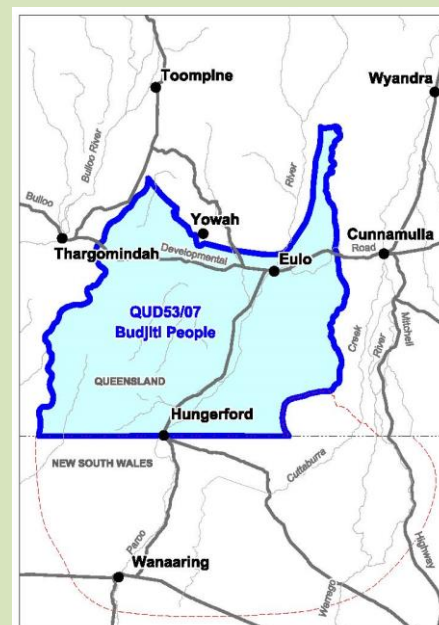 Toompine
Wyandra
Bulloo River
River
Bulloo
Yowah
Thargomindah
Developmental
Eulo
Road
Cunnamulla
QUD53/07
Budjiti People
Creek
River
Mitchell
QUEENSLAND
Hungerford
NEW SOUTH WALES
Cuttaburra
Paroo
Highway
Wanaaring
Warrego